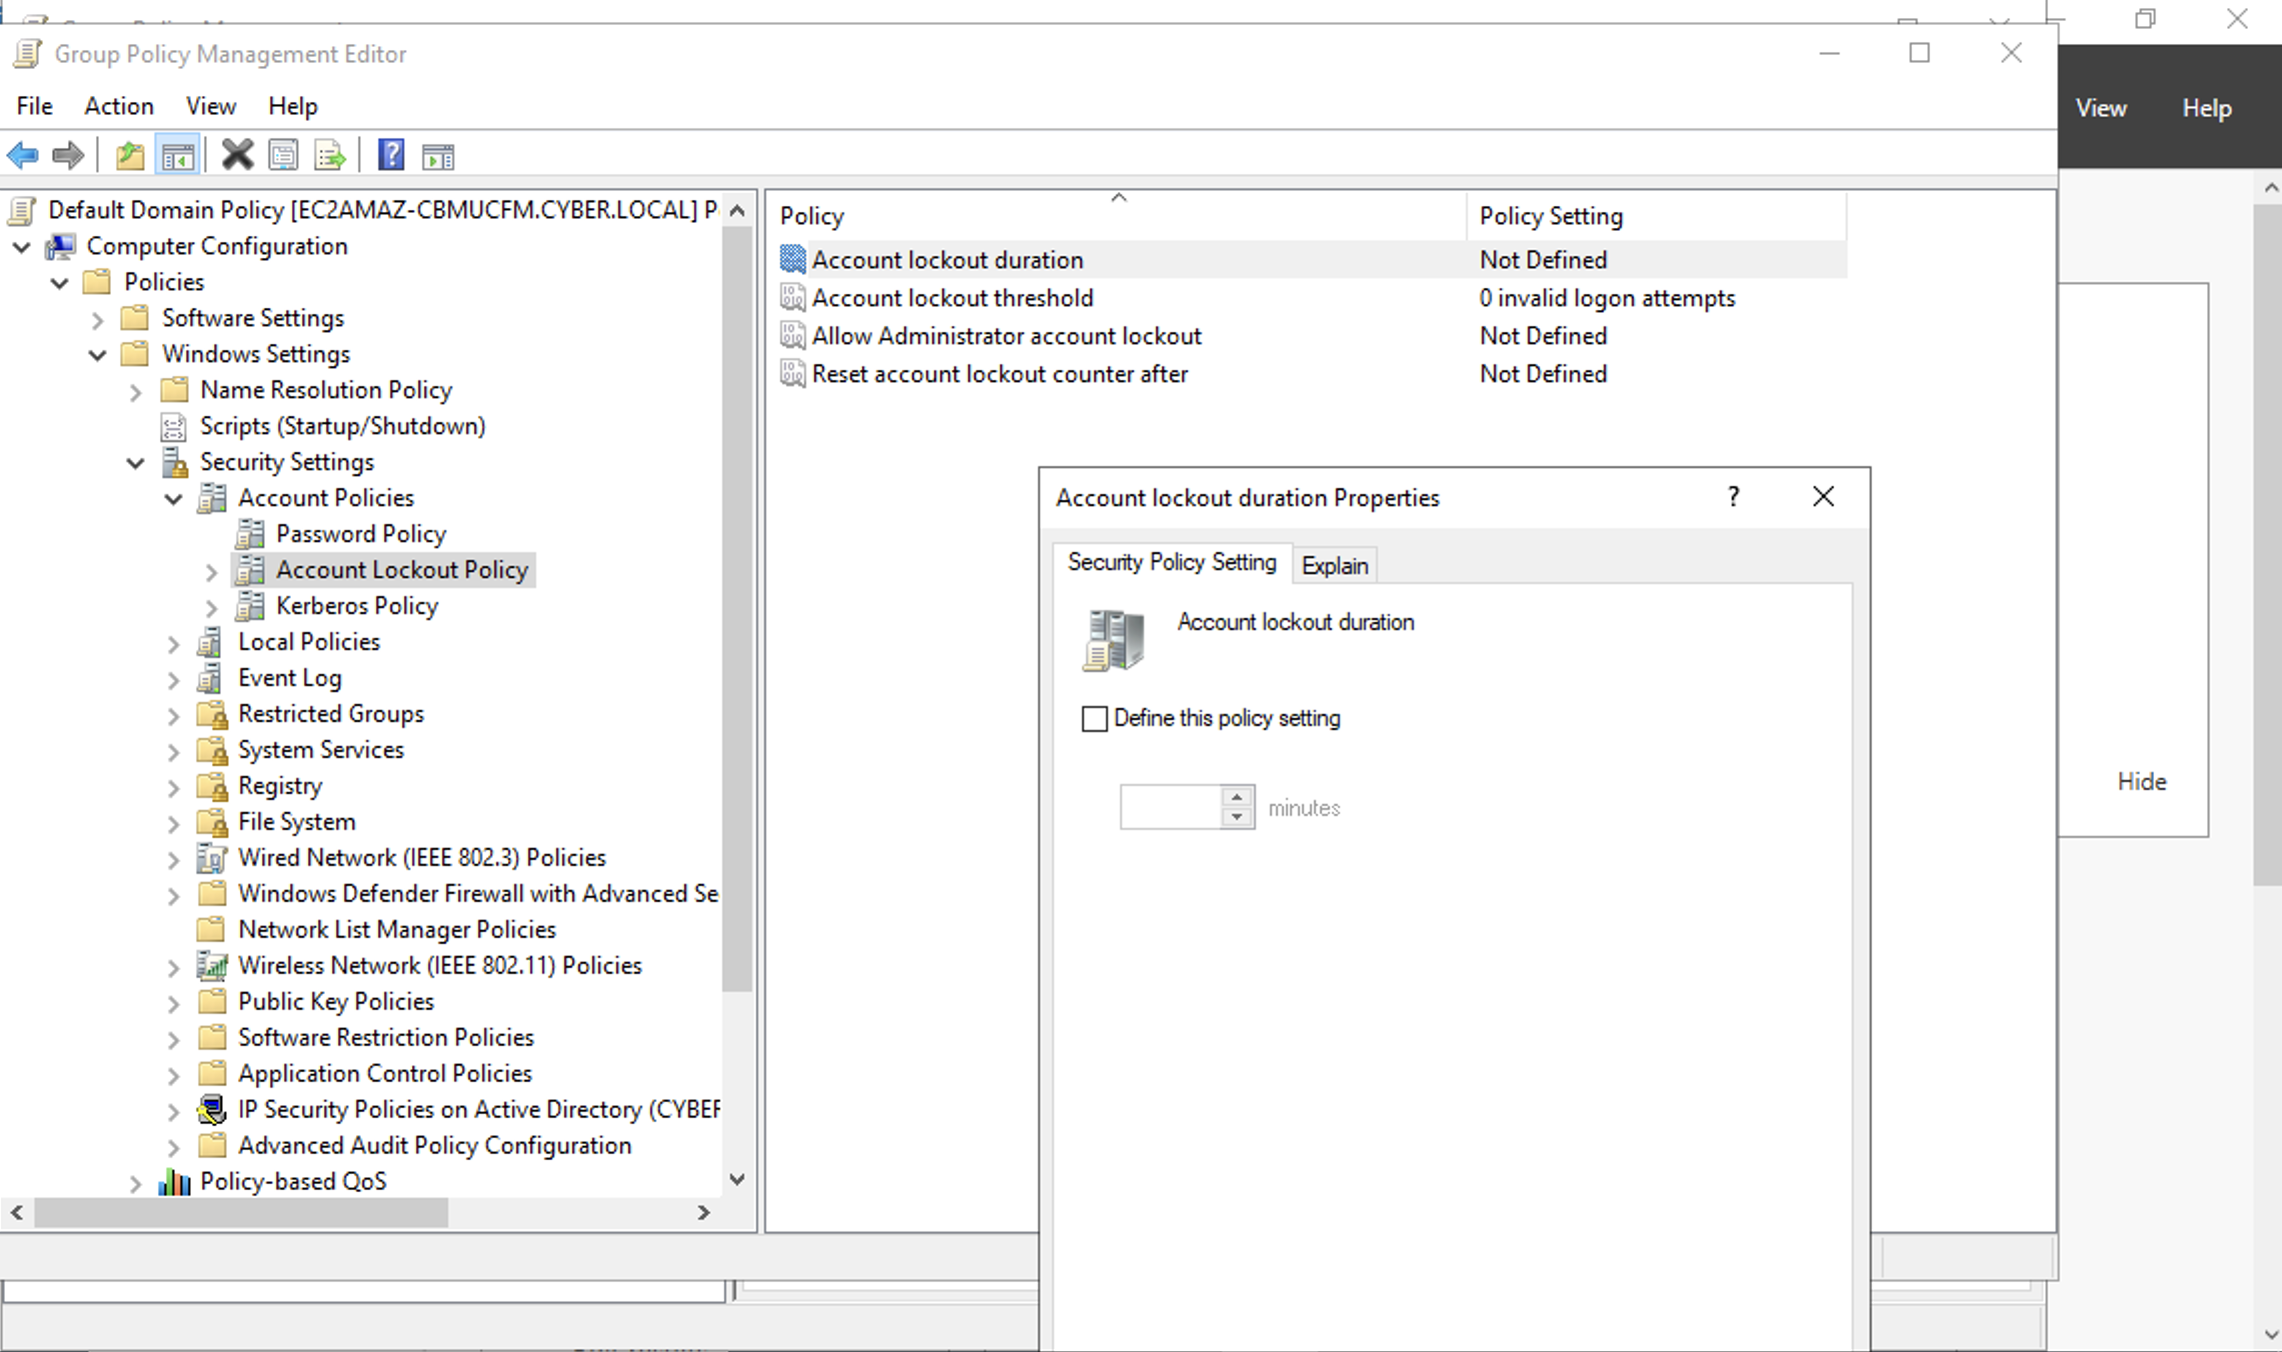 Group Policy Management Editor
File Action View Help
View Help
Default Domain Policy [EC2AMAZ-CBMUCFM.CYBER.LOCAL] P
Computer Configuration
Policies
Software Settings
Windows Settings
Name Resolution Policy
Scripts (Startup/Shutdown)
Security Settings
Account Policies
Password Policy
Account Lockout Policy
Kerberos Policy
Local Policies
Event Log
Restricted Groups
System Services
Registry
File System
Wired Network (IEEE 802.3) Policies
Windows Defender Firewall with Advanced Se
Network List Manager Policies
Wireless Network (IEEE 802.11) Policies
Public Key Policies
Software Restriction Policies
Application Control Policies
IP Security Policies on Active Directory (CYBER
Advanced Audit Policy Configuration
Policy-based QoS
Policy Policy Setting
Account lockout duration Not Defined
Account lockout threshold 0 invalid logon attempts
Allow Administrator account lockout Not Defined
Reset account lockout counter after Not Defined
Account lockout duration Properties
?
Security Policy Setting Explain
Account lockout duration
Define this policy setting
minutes
Hide